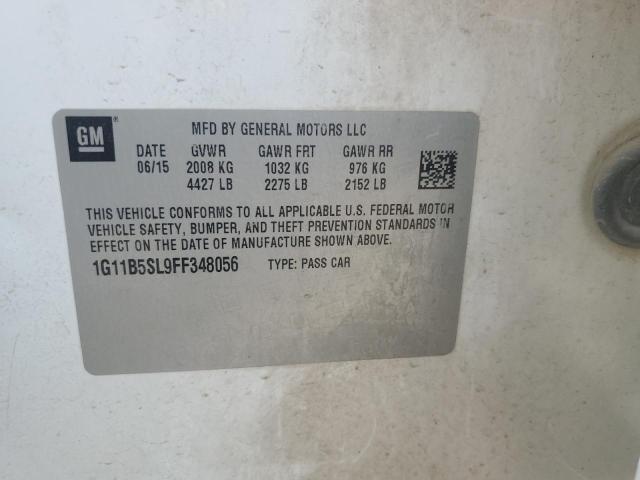 GM
MFD BY GENERAL MOTORS LLC
DATE GVWR GAWR FRT GAWR RR
06/15 2008 KG 1032 KG 976 KG
4427 LB 2275 LB 2152 LB
THIS VEHICLE CONFORMS TO ALL APPLICABLE U.S. FEDERAL MOTOR
VEHICLE SAFETY, BUMPER, AND THEFT PREVENTION STANDARDS IN
EFFECT ON THE DATE OF MANUFACTURE SHOWN ABOVE.
1G11B5SL9FF348056 TYPE: PASS CAR